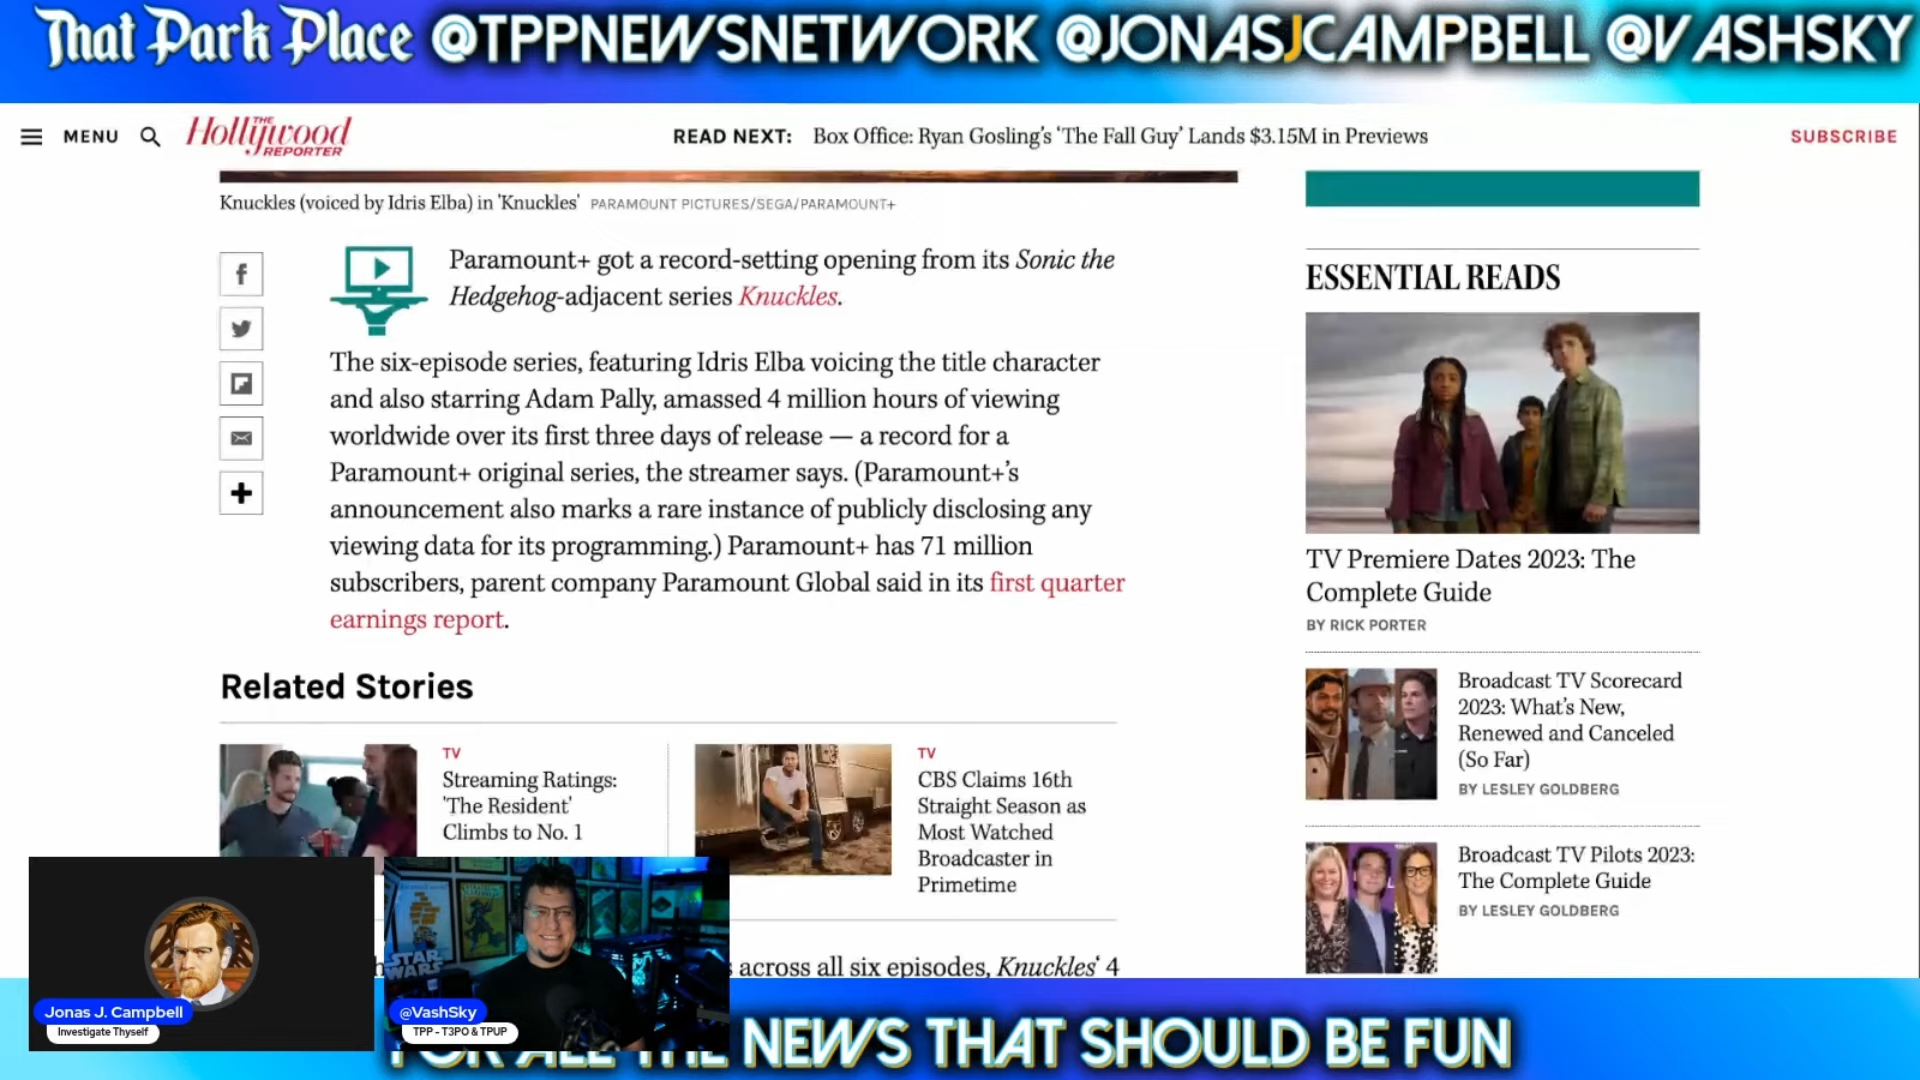 That Park Place @TPPNEWSNETWORK @JONASJCAMPBELL @VASHSKY
MENU
THE
Hollywood
REPORTER
READ NEXT: Box Office: Ryan Gosling's 'The Fall Guy' Lands $3.15M in Previews
SUBSCRIBE
Knuckles (voiced by Idris Elba) in 'Knuckles' PARAMOUNT PICTURES/SEGA/PARAMOUNT+
Paramount+ got a record-setting opening from its Sonic the
Hedgehog-adjacent series Knuckles.
The six-episode series, featuring Idris Elba voicing the title character
and also starring Adam Pally, amassed 4 million hours of viewing
worldwide over its first three days of release — a record for a
Paramount+ original series, the streamer says. (Paramount+'s
announcement also marks a rare instance of publicly disclosing any
viewing data for its programming.) Paramount+ has 71 million
subscribers, parent company Paramount Global said in its first quarter
earnings report.
Related Stories
TV
Streaming Ratings:
'The Resident'
Climbs to No. 1
TV
CBS Claims 16th
Straight Season as
Most Watched
Broadcaster in
Primetime
across all six episodes, Knuckles' 4
ESSENTIAL READS
TV Premiere Dates 2023: The
Complete Guide
BY RICK PORTER
Broadcast TV Scorecard
2023: What's New,
Renewed and Canceled
(So Far)
BY LESLEY GOLDBERG
Broadcast TV Pilots 2023:
The Complete Guide
BY LESLEY GOLDBERG
STAR
WARS
Jonas J. Campbell
Investigate Thyself
@VashSky
TPP - T3PO & TPUP
FOR ALL THE NEWS THAT SHOULD BE FUN